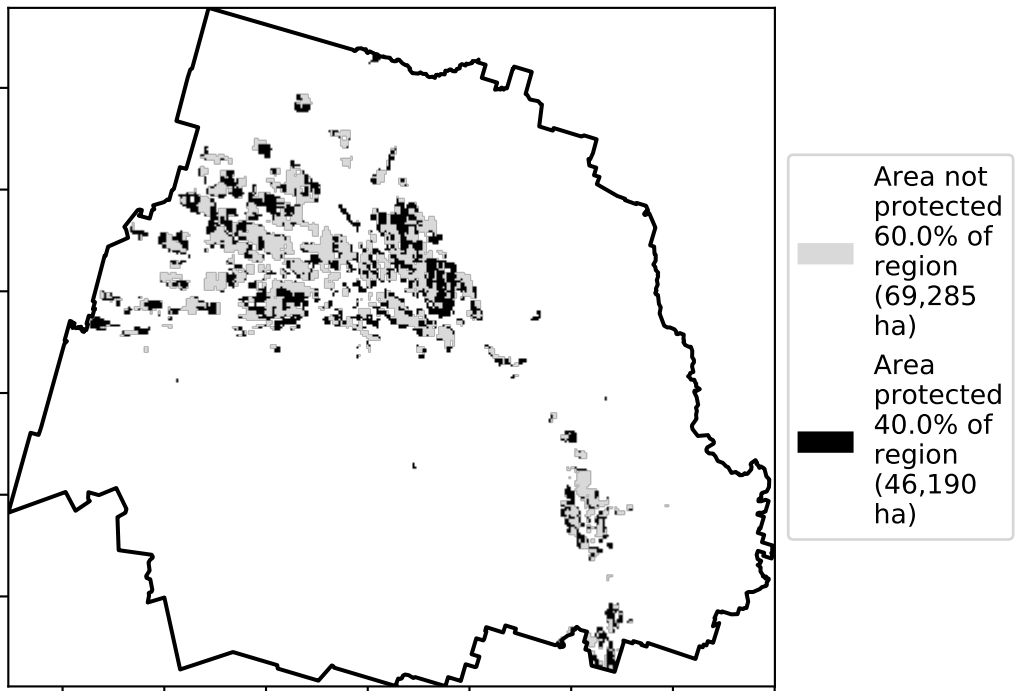 Area not
protected
60.0% of
region
(69,285
ha)
Area
protected
40.0% of
region
(46,190
ha)